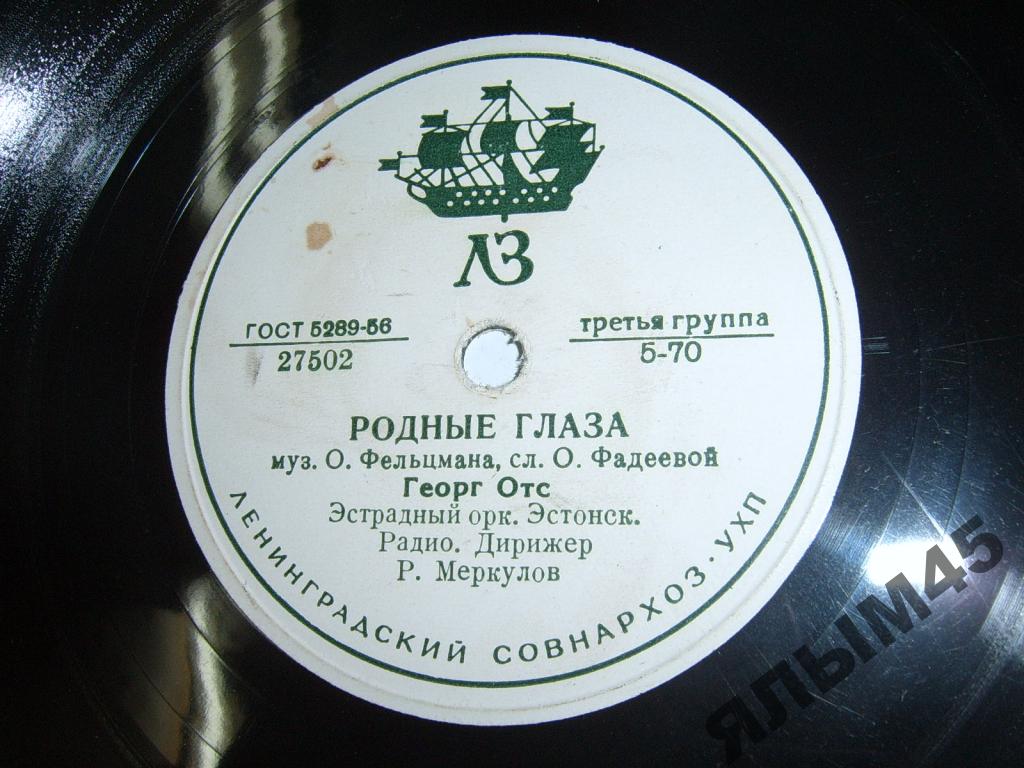 ЛЗ
ГОСТ 5289-56
27502
третья группа
5-70
РОДНЫЕ ГЛАЗА
муз. О. Фельцмана, сл. О. Фадеевой
Георг Отс
Эстрадный орк. Эстонск.
Радио. Дирижер
Р. Меркулов
ЛЕНИНГРАДСКИЙ СОВНАРХОЗ · УХП
ЯЛЫМ45